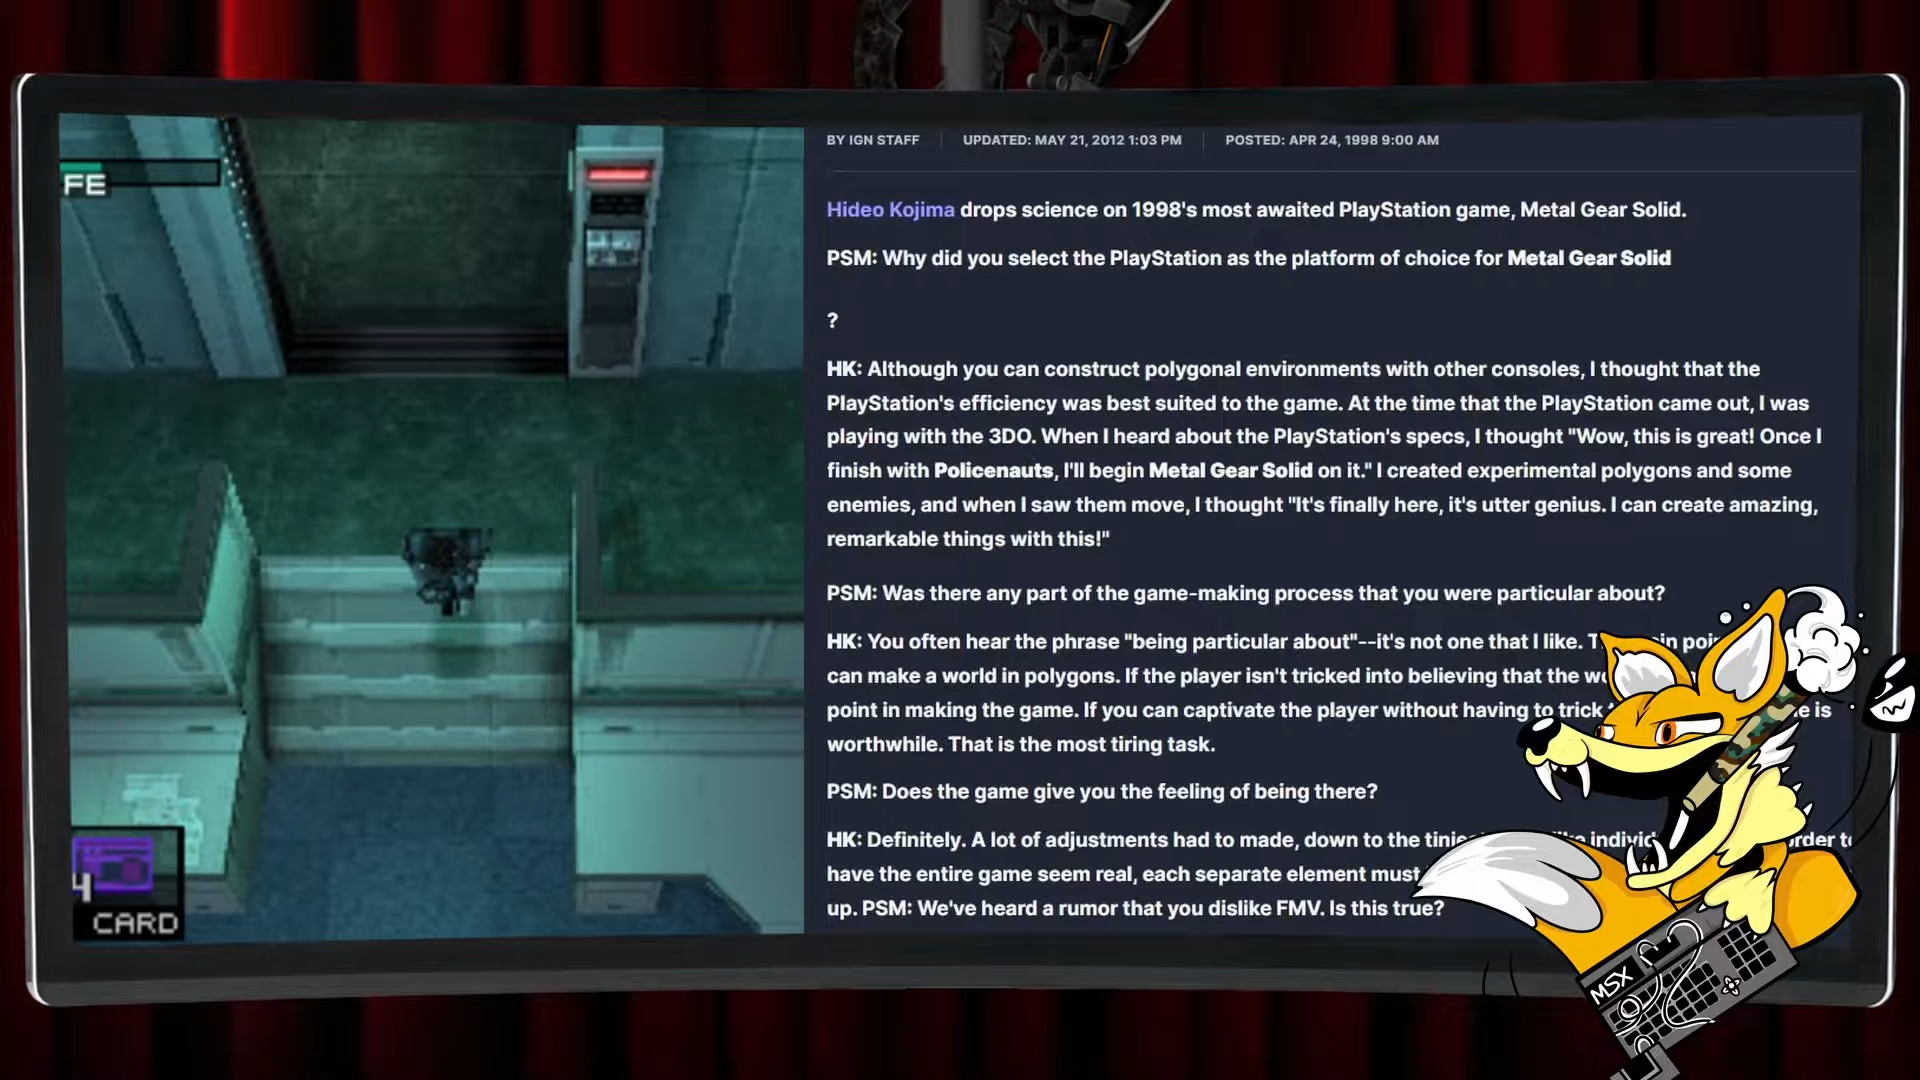 FE
4
CARD
BY IGN STAFF
UPDATED: MAY 21, 2012 1:03 PM
POSTED: APR 24, 1998 9:00 AM
Hideo Kojima drops science on 1998's most awaited PlayStation game, Metal Gear Solid.
PSM: Why did you select the PlayStation as the platform of choice for Metal Gear Solid
?
HK: Although you can construct polygonal environments with other consoles, I thought that the
PlayStation's efficiency was best suited to the game. At the time that the PlayStation came out, I was
playing with the 3DO. When I heard about the PlayStation's specs, I thought "Wow, this is great! Once I
finish with Policenauts, I'll begin Metal Gear Solid on it." I created experimental polygons and some
enemies, and when I saw them move, I thought "It's finally here, it's utter genius. I can create amazing,
remarkable things with this!"
PSM: Was there any part of the game-making process that you were particular about?
HK: You often hear the phrase "being particular about"--it's not one that I like.
can make a world in polygons. If the player isn't tricked into believing that the
point in making the game. If you can captivate the player without having to trick is
worthwhile. That is the most tiring task.
PSM: Does the game give you the feeling of being there?
HK: Definitely. A lot of adjustments had to made, down to the
have the entire game seem real, each separate element must
up. PSM: We've heard a rumor that you dislike FMV. Is this true?
MSX